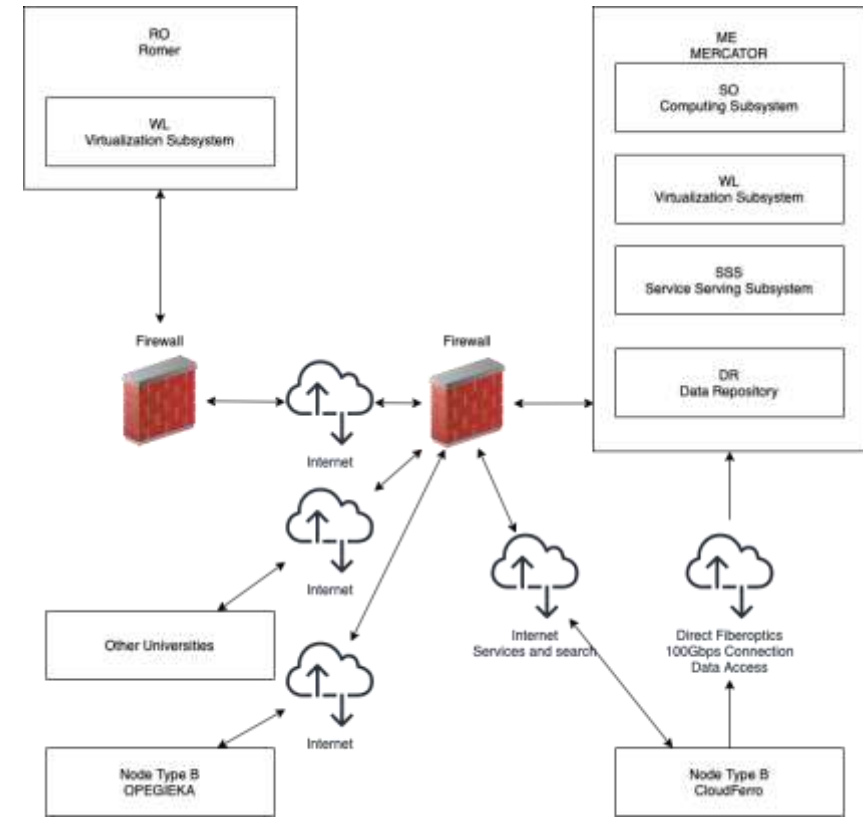 RO
Romer
WL
Virtualization Subsystem
ME
MERCATOR
SO
Computing Subsystem
WL
Virtualization Subsystem
SSS
Service Serving Subsystem
DR
Data Repository
Firewall
Firewall
Internet
Internet
Other Universities
Internet
Services and search
Direct Fiberoptics
100Gbps Connection
Data Access
Internet
Node Type B
OPEGIEKA
Node Type B
CloudFerro